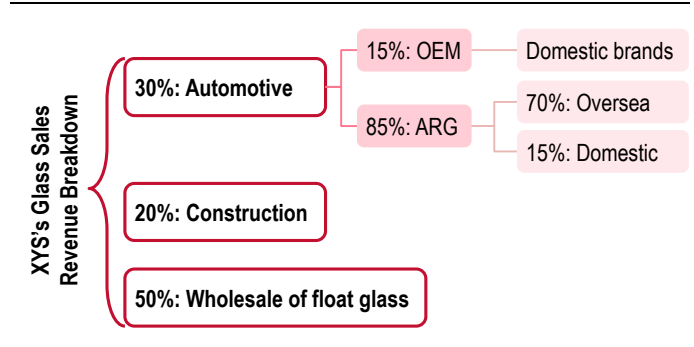 XYS's Glass Sales
Revenue Breakdown
30%: Automotive
15%: OEM
Domestic brands
85%: ARG
70%: Oversea
15%: Domestic
20%: Construction
50%: Wholesale of float glass